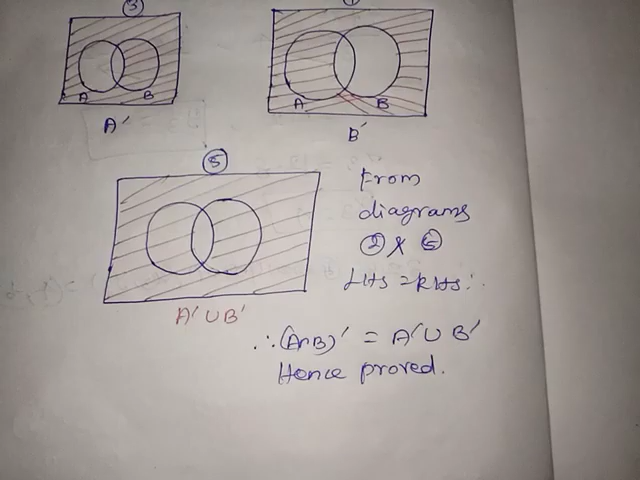 ③
A B
A'
A B
B'
⑤
A' ∪ B'
From
diagrams
② & ⑤
LHS = RHS ∴
∴ (A∩B)' = A' ∪ B'
Hence proved.